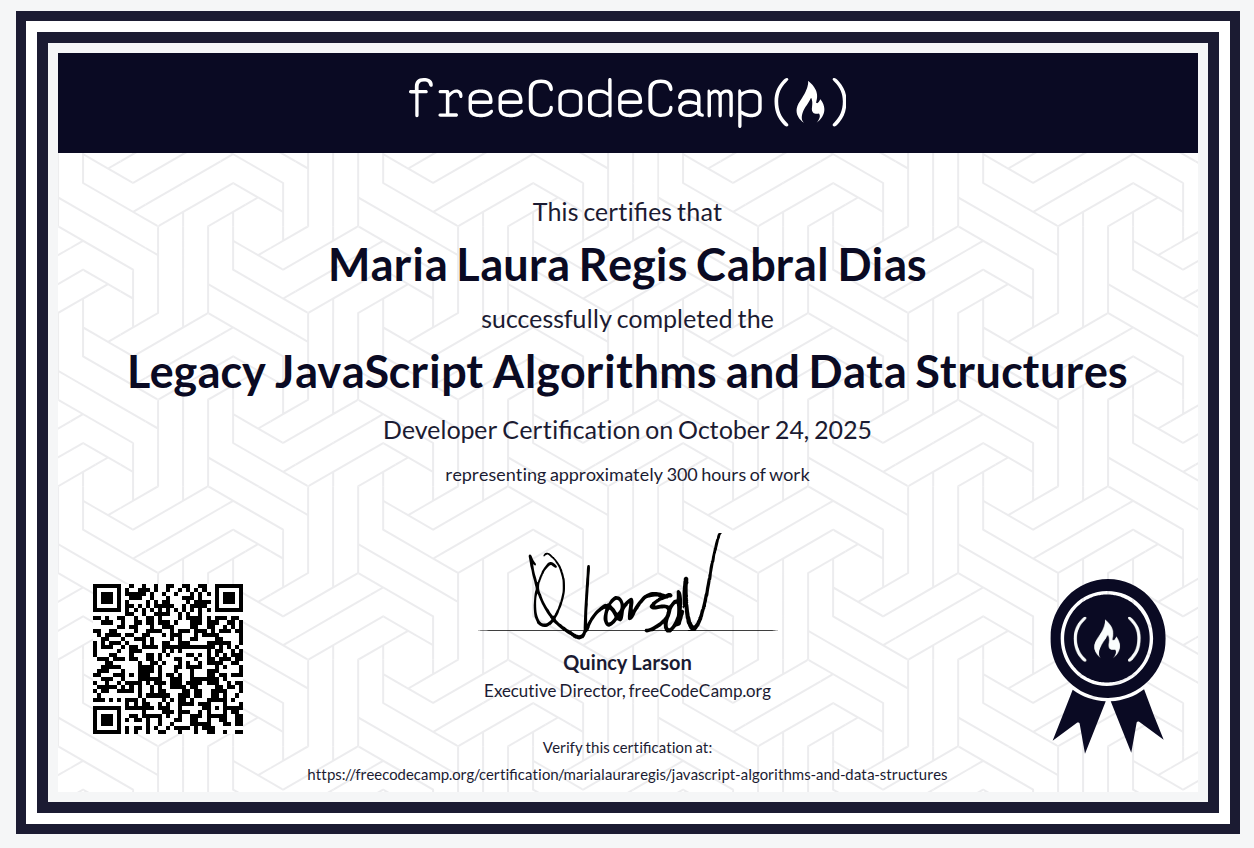 freeCodeCamp
This certifies that
Maria Laura Regis Cabral Dias
successfully completed the
Legacy JavaScript Algorithms and Data Structures
Developer Certification on October 24, 2025
representing approximately 300 hours of work
Quincy Larson
Executive Director, freeCodeCamp.org
Verify this certification at:
https://freecodecamp.org/certification/marialauraregis/javascript-algorithms-and-data-structures